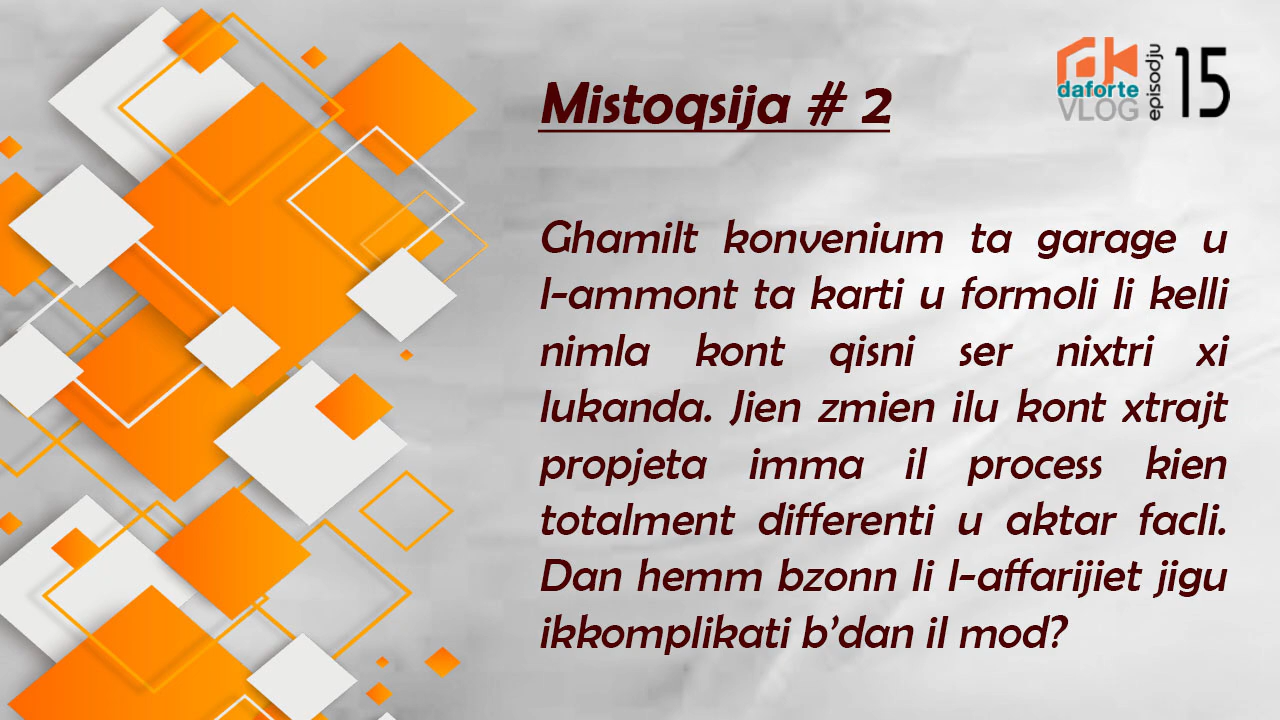 Mistoqsija # 2
daforte
VLOG
episodju
15
Ghamilt konvenium ta garage u
l-ammont ta karti u formoli li kelli
nimla kont qisni ser nixtri xi
lukanda. Jien zmien ilu kont xtrajt
propjeta imma il process kien
totalment differenti u aktar facli.
Dan hemm bzonn li l-affarijiet jigu
ikkomplikati b’dan il mod?